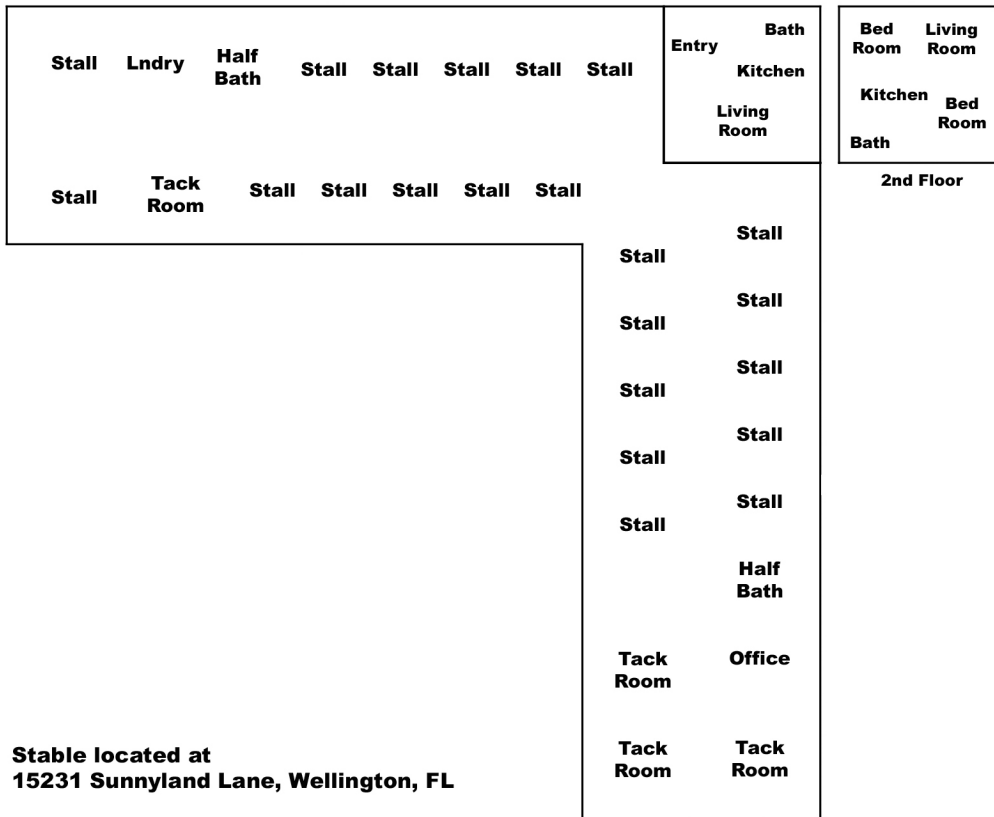 Stall Lndry Half Bath Stall Stall Stall Stall Stall
Entry
Bath
Kitchen
Living
Room
Bed
Room
Living
Room
Kitchen
Bed
Room
Bath
2nd Floor
Stall
Tack
Room
Stall Stall Stall Stall Stall
Stall
Stall
Stall
Stall
Stall
Stall
Stall
Stall
Stall
Stall
Half
Bath
Tack
Room
Office
Tack
Room
Tack
Room
Stable located at
15231 Sunnyland Lane, Wellington, FL